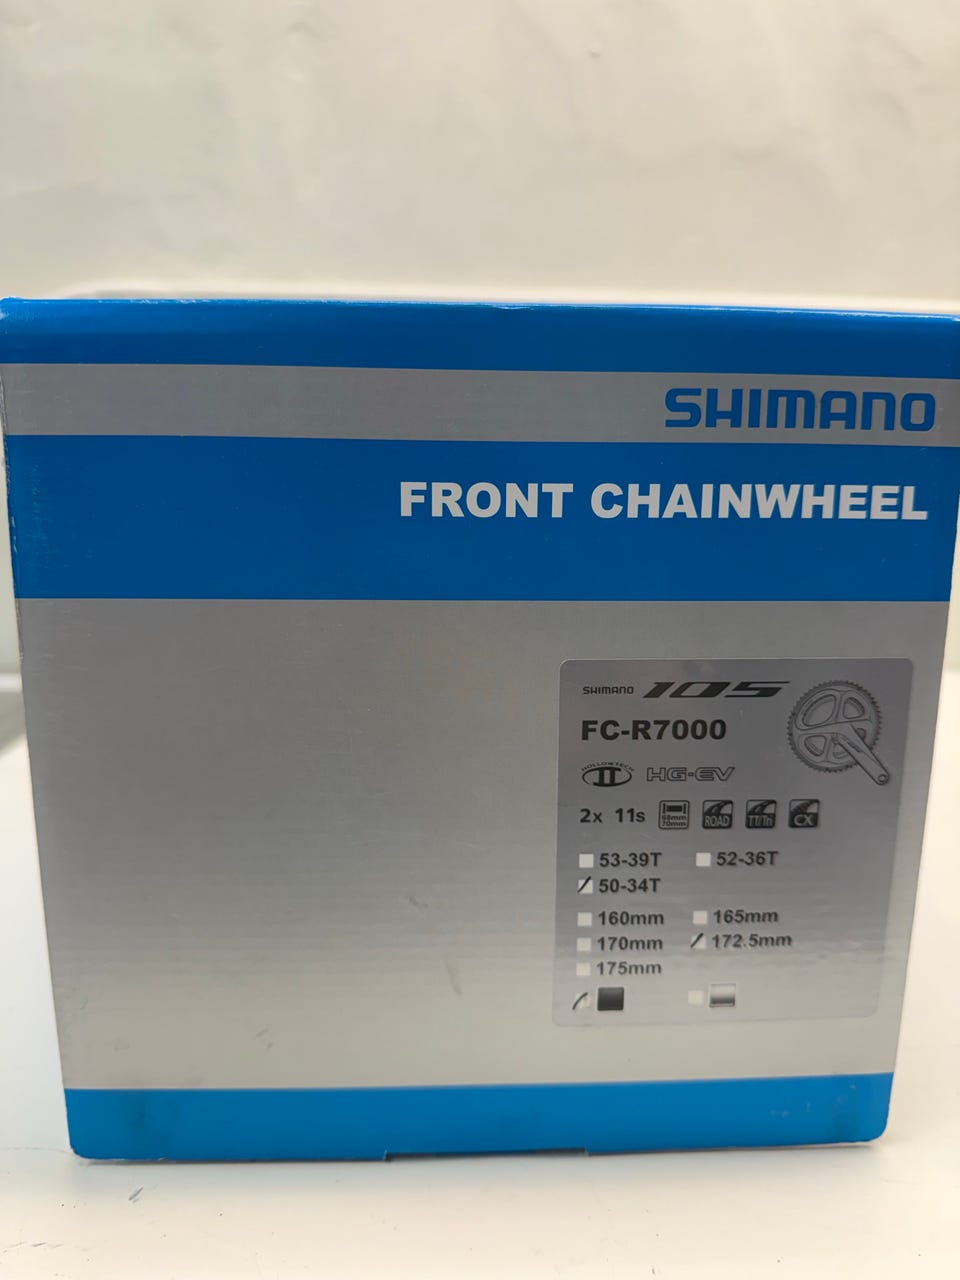 SHIMANO
FRONT CHAINWHEEL
SHIMANO 105
FC-R7000
HOLLOWTECH II HG-EV
2x 11s 68mm 70mm ROAD TT/Tri CX
53-39T 52-36T
50-34T
160mm 165mm
170mm 172.5mm
175mm